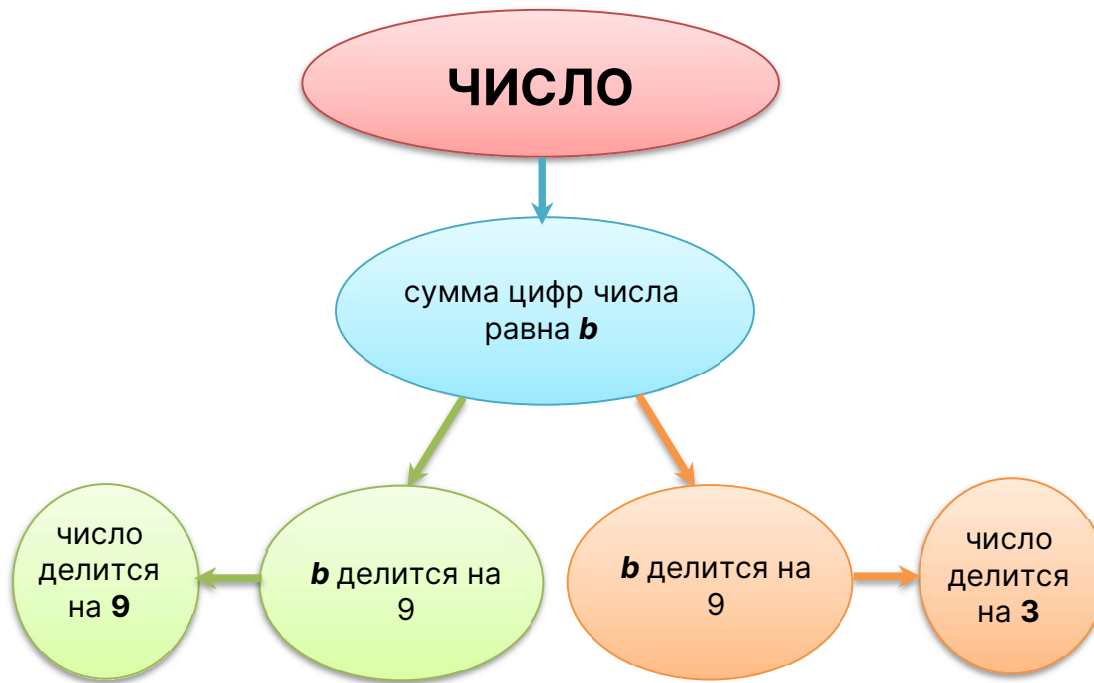 ЧИСЛО
сумма цифр числа
равна b
число
делится
на 9
b делится на
9
b делится на
9
число
делится
на 3